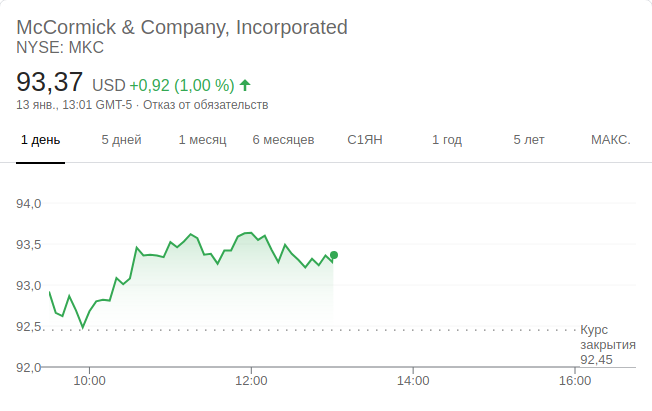 McCormick & Company, Incorporated
NYSE: MKC
93,37 USD +0,92 (1,00 %)
13 янв., 13:01 GMT-5 · Отказ от обязательств
1 день 5 дней 1 месяц 6 месяцев С1ЯН 1 год 5 лет МАКС.
94,0
93,5
93,0
92,5
92,0
Курс
закрытия
92,45
10:00 12:00 14:00 16:00